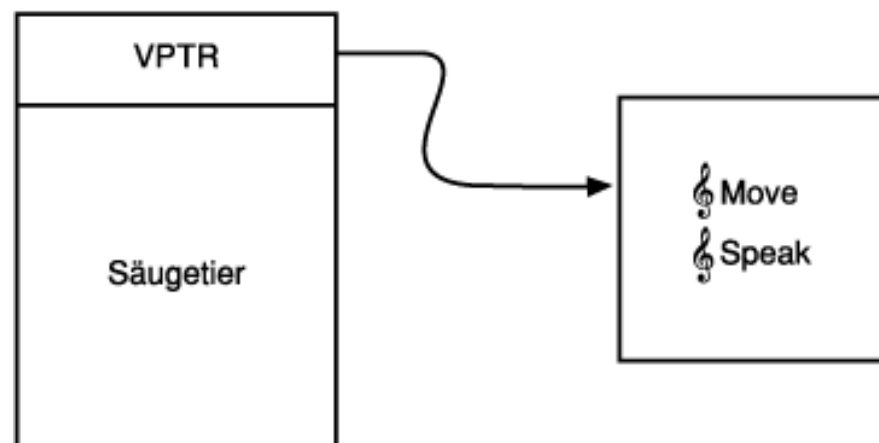 VPTR
Säugetier
𝄞 Move
𝄞 Speak